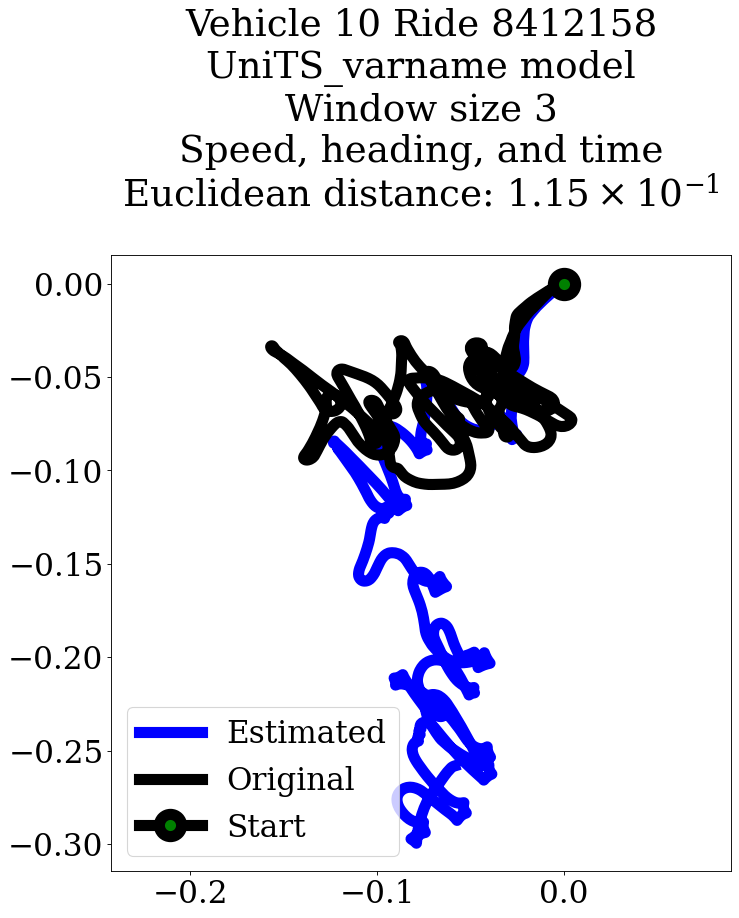 Vehicle 10 Ride 8412158
UniTS_varname model
Window size 3
Speed, heading, and time
Euclidean distance: 1.15 × 10⁻¹
0.00
−0.05
−0.10
−0.15
−0.20
−0.25
−0.30
Estimated
Original
Start
−0.2
−0.1
0.0